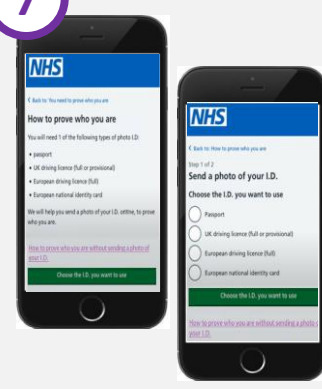 7
NHS
Back to: You need to prove who you are
How to prove who you are
You will need 1 of the following types of photo I.D:
• passport
• UK driving licence (full or provisional)
• European driving licence (full)
• European national identity card
We will help you send a photo of your I.D. online, to prove
who you are.
How to prove who you are without sending a photo of
your I.D.
Choose the I.D. you want to use
NHS
Back to: How to prove who you are
Step 1 of 2
Send a photo of your I.D.
Choose the I.D. you want to use
Passport
UK driving licence (full or provisional)
European driving licence (full)
European national identity card
Choose the I.D. you want to use
How to prove who you are without sending a photo o
your I.D.